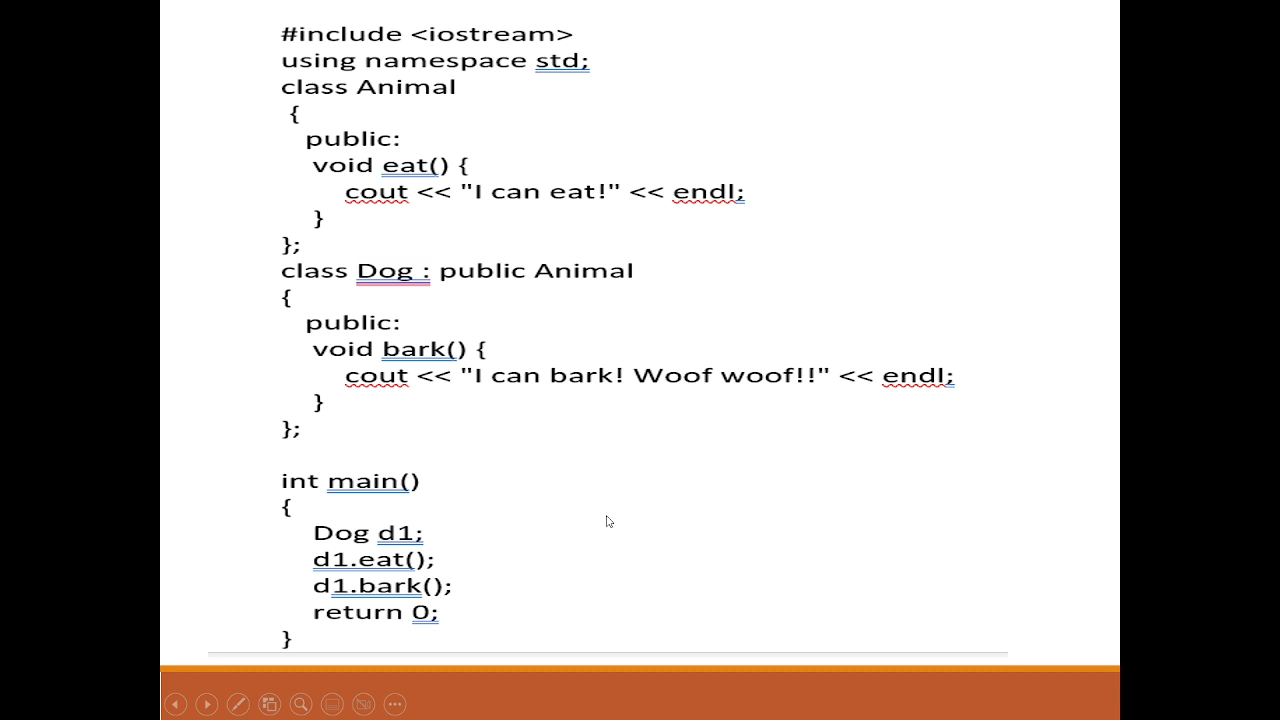 #include <iostream>
using namespace std;
class Animal
{
public:
void eat() {
cout << "I can eat!" << endl;
}
};
class Dog : public Animal
{
public:
void bark() {
cout << "I can bark! Woof woof!!" << endl;
}
};
int main()
{
Dog d1;
d1.eat();
d1.bark();
return 0;
}